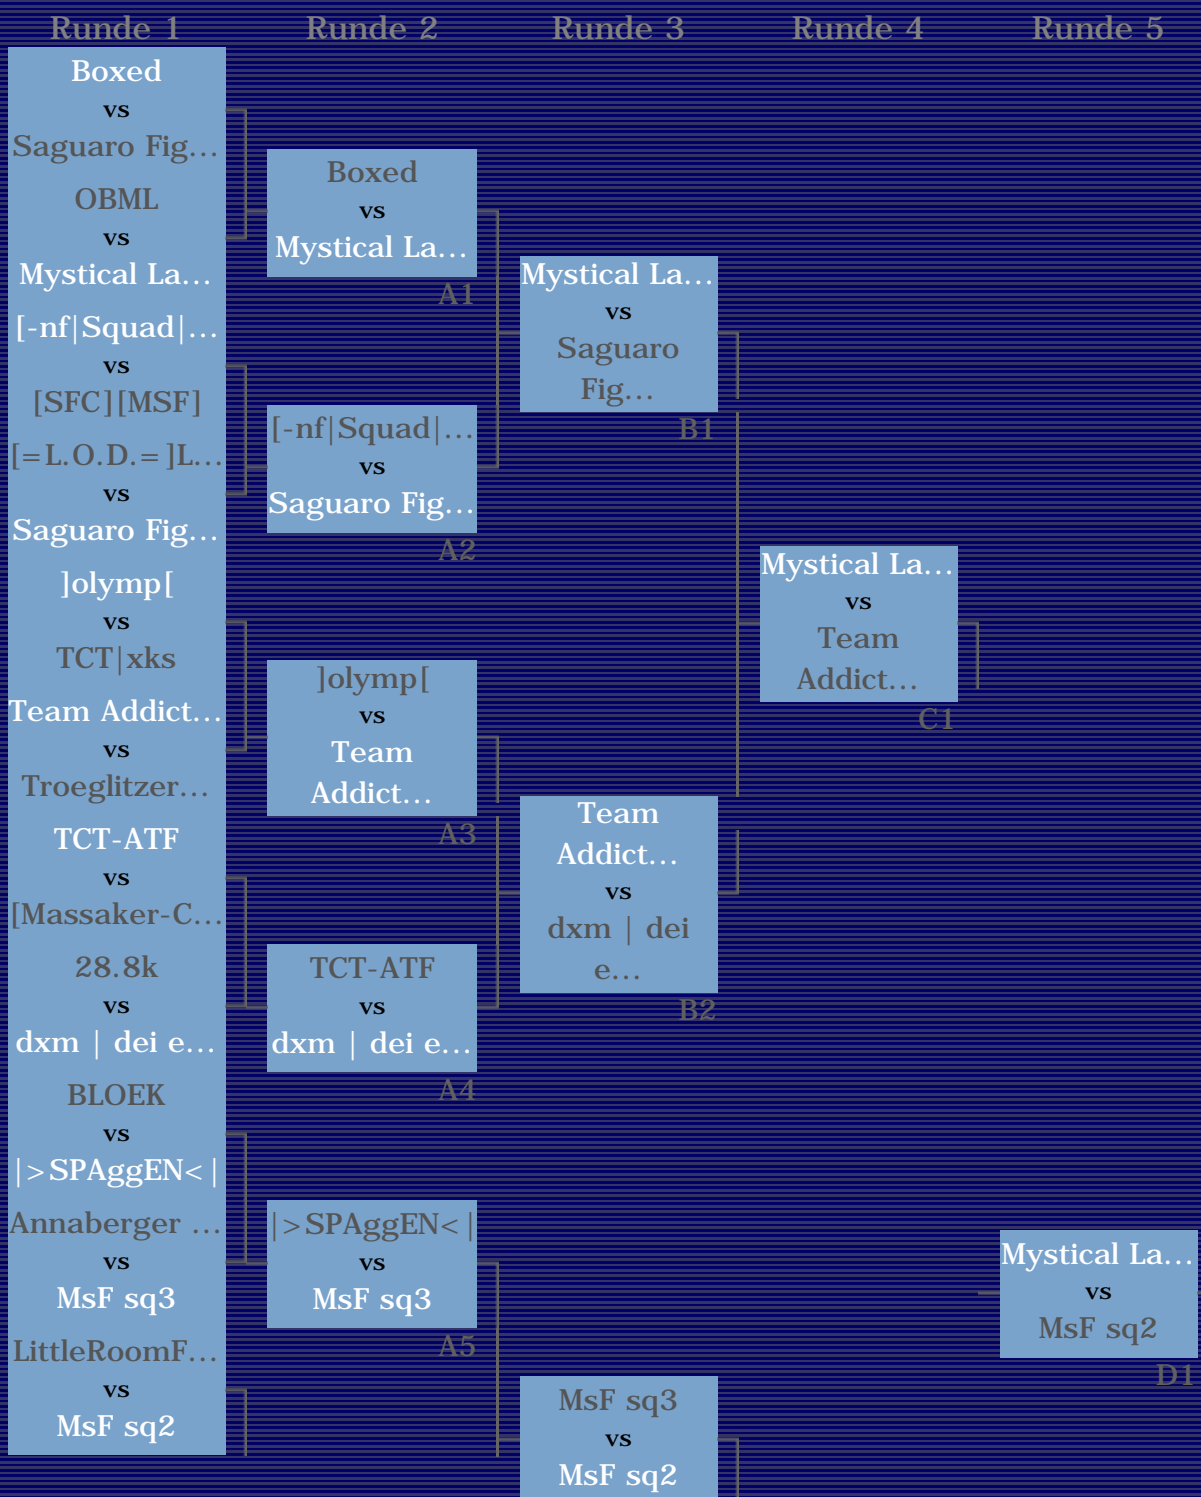 Runde 1
Runde 2
Runde 3
Runde 4
Runde 5
Boxed
vs
Saguaro Fig...
OBML
vs
Mystical La...
[-nf|Squad|...
vs
[SFC][MSF]
[=L.O.D.=]L...
vs
Saguaro Fig...
]olymp[
vs
TCT|xks
Team Addict...
vs
Troeglitzer...
TCT-ATF
vs
[Massaker-C...
28.8k
vs
dxm | dei e...
BLOEK
vs
|>SPAggEN<|
Annaberger ...
vs
MsF sq3
LittleRoomF...
vs
MsF sq2
Boxed
vs
Mystical La...
A1
[-nf|Squad|...
vs
Saguaro Fig...
A2
]olymp[
vs
Team
Addict...
A3
TCT-ATF
vs
dxm | dei e...
A4
|>SPAggEN<|
vs
MsF sq3
A5
Mystical La...
vs
Saguaro
Fig...
B1
Team
Addict...
vs
dxm | dei
e...
B2
MsF sq3
vs
MsF sq2
Mystical La...
vs
Team
Addict...
C1
Mystical La...
vs
MsF sq2
D1